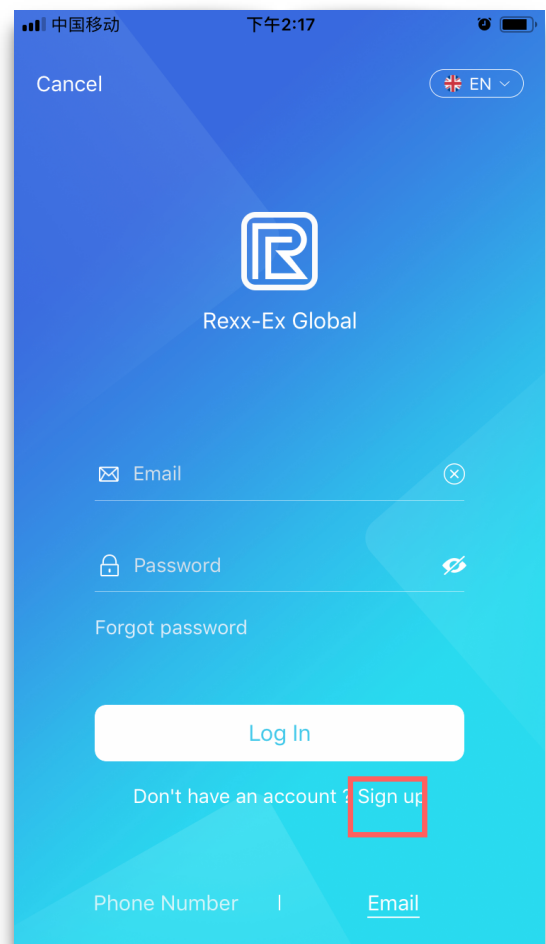 中国移动 下午2:17
Cancel EN
Rexx-Ex Global
Email
Password
Forgot password
Log In
Don't have an account ? Sign up
Phone Number | Email